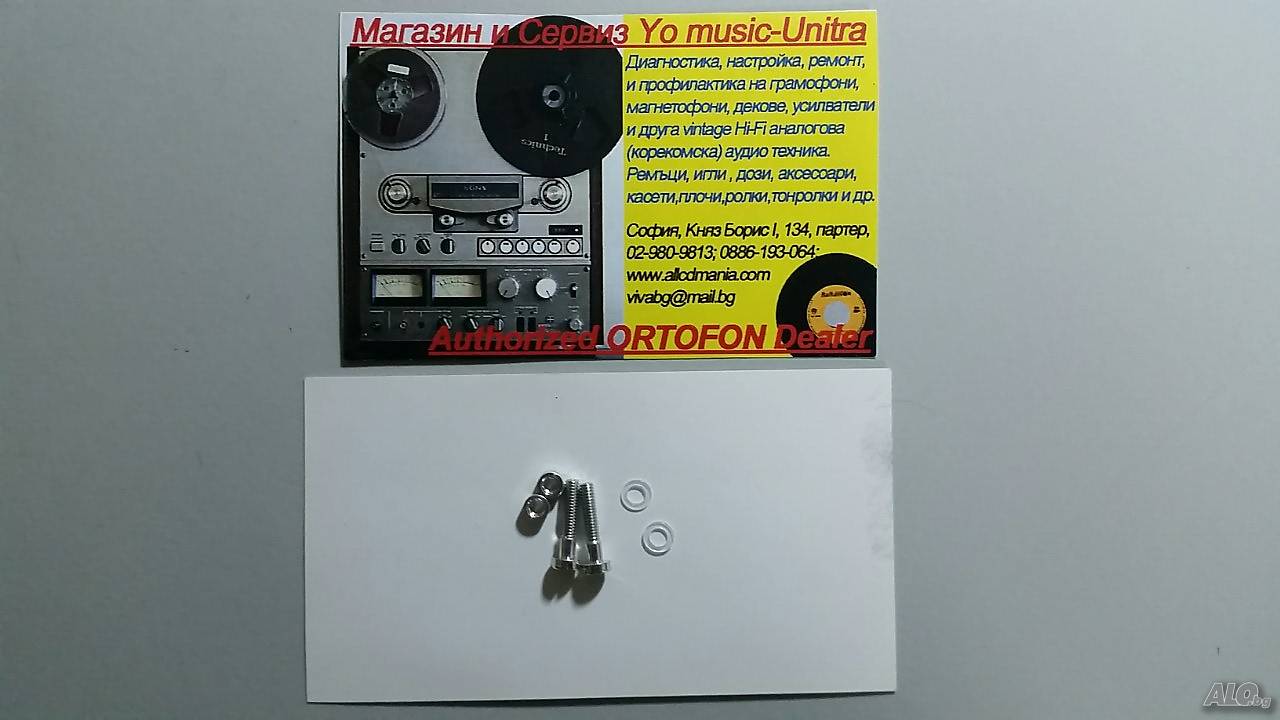 Магазин и Сервиз Yo music-Unitra
Диагностика, настройка, ремонт,
и профилактика на грамофони,
магнетофони, декове, усилватели
и друга vintage Hi-Fi аналогова
(корекомска) аудио техника.
Ремъци, игли , дози, аксесоари,
касети,плочи,ролки,тонролки и др.
София, Княз Борис I, 134, партер,
02-980-9813; 0886-193-064;
www.allcdmania.com
vivabg@mail.bg
Authorized ORTOFON Dealer
Technics
1
SONY
ALO.bg